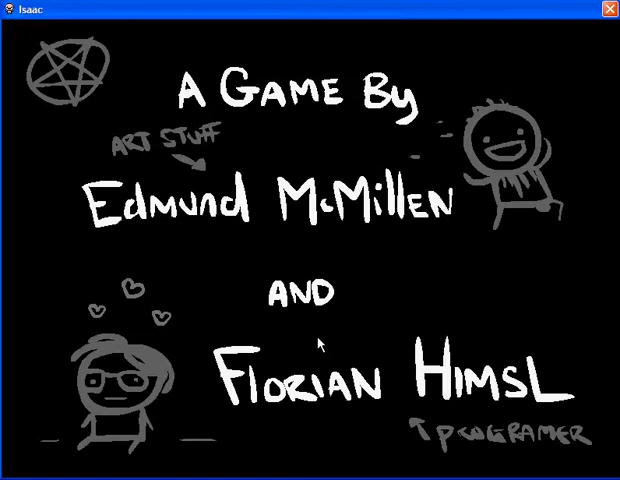 Isaac
A GAME By
ART STUFF
Edmund McMillen
AND
FLORIAN HIMSL
PROGRAMER